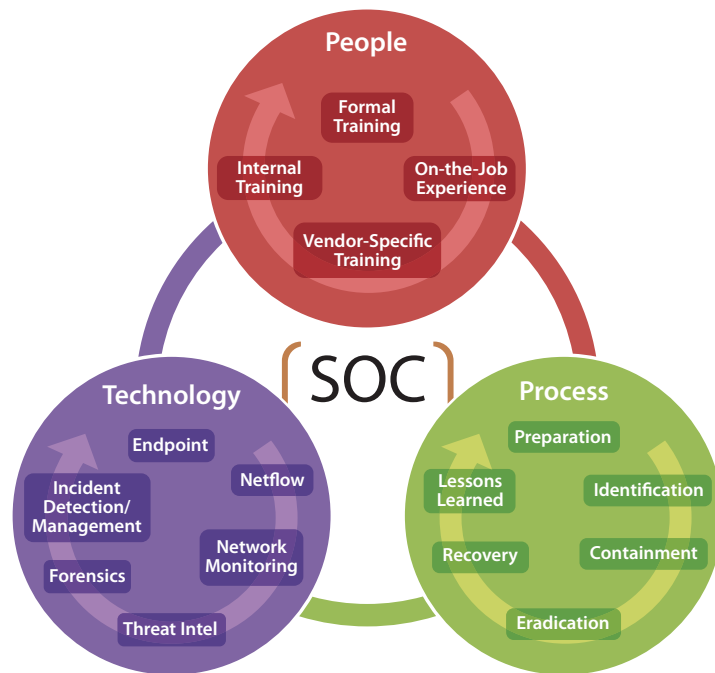 People
Formal
Training
Internal
Training
On-the-Job
Experience
Vendor-Specific
Training
SOC
Technology
Endpoint
Netflow
Incident
Detection/
Management
Network
Monitoring
Forensics
Threat Intel
Process
Preparation
Lessons
Learned
Identification
Recovery
Containment
Eradication